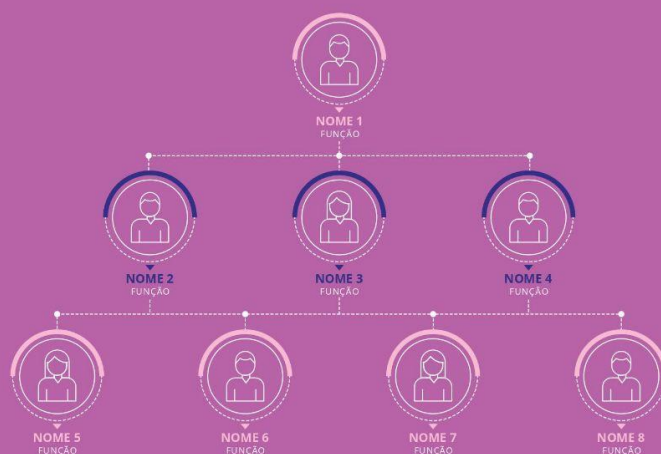 NOME 1
FUNÇÃO
NOME 2
FUNÇÃO
NOME 3
FUNÇÃO
NOME 4
FUNÇÃO
NOME 5
FUNÇÃO
NOME 6
FUNÇÃO
NOME 7
FUNÇÃO
NOME 8
FUNÇÃO